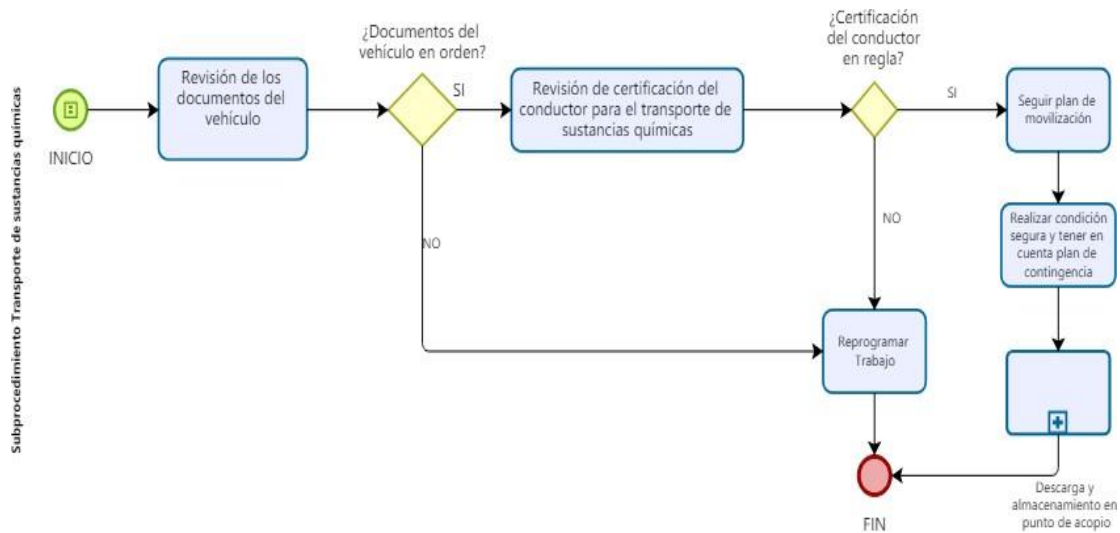 Subprocedimiento Transporte de sustancias químicas
INICIO
Revisión de los
documentos del
vehículo
¿Documentos del
vehículo en orden?
SI
NO
Revisión de certificación del
conductor para el transporte de
sustancias químicas
¿Certificación
del conductor
en regla?
SI
NO
Seguir plan de
movilización
Realizar condición
segura y tener en
cuenta plan de
contingencia
Reprogramar
Trabajo
FIN
Descarga y
almacenamiento en
punto de acopio